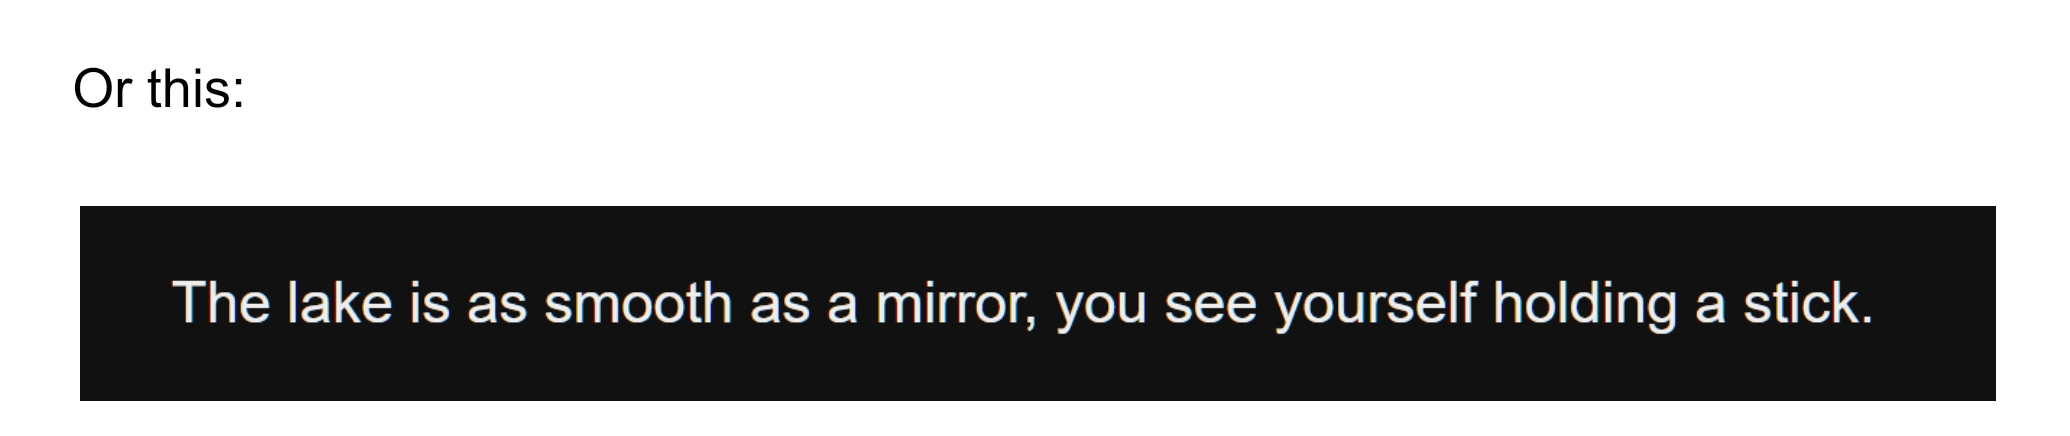 Or this:
The lake is as smooth as a mirror, you see yourself holding a stick.